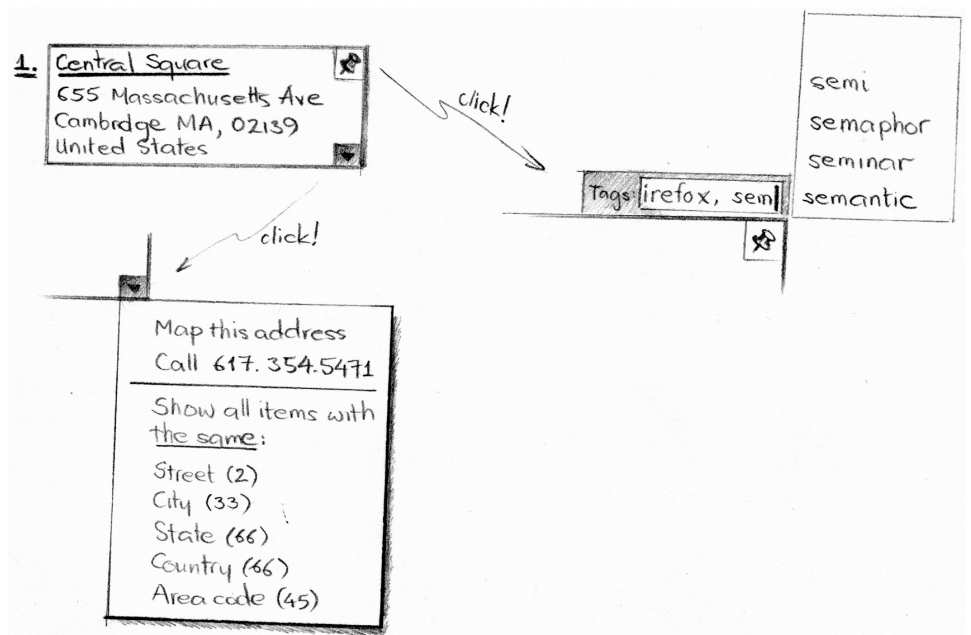 1.
Central Square
655 Massachusetts Ave
Cambrdge MA, 02139
United States
click!
click!
Tags: irefox, sem
semi
semaphor
seminar
semantic
Map this address
Call 617.354.5471
Show all items with
the same:
Street (2)
City (33)
State (66)
Country (66)
Area code (45)